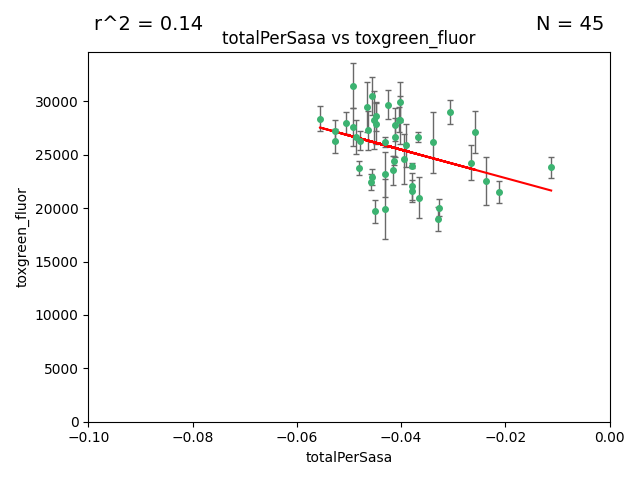 r^2 = 0.14
N = 45
totalPerSasa vs toxgreen_fluor
toxgreen_fluor
30000
25000
20000
15000
10000
5000
0
−0.10
−0.08
−0.06
−0.04
−0.02
0.00
totalPerSasa